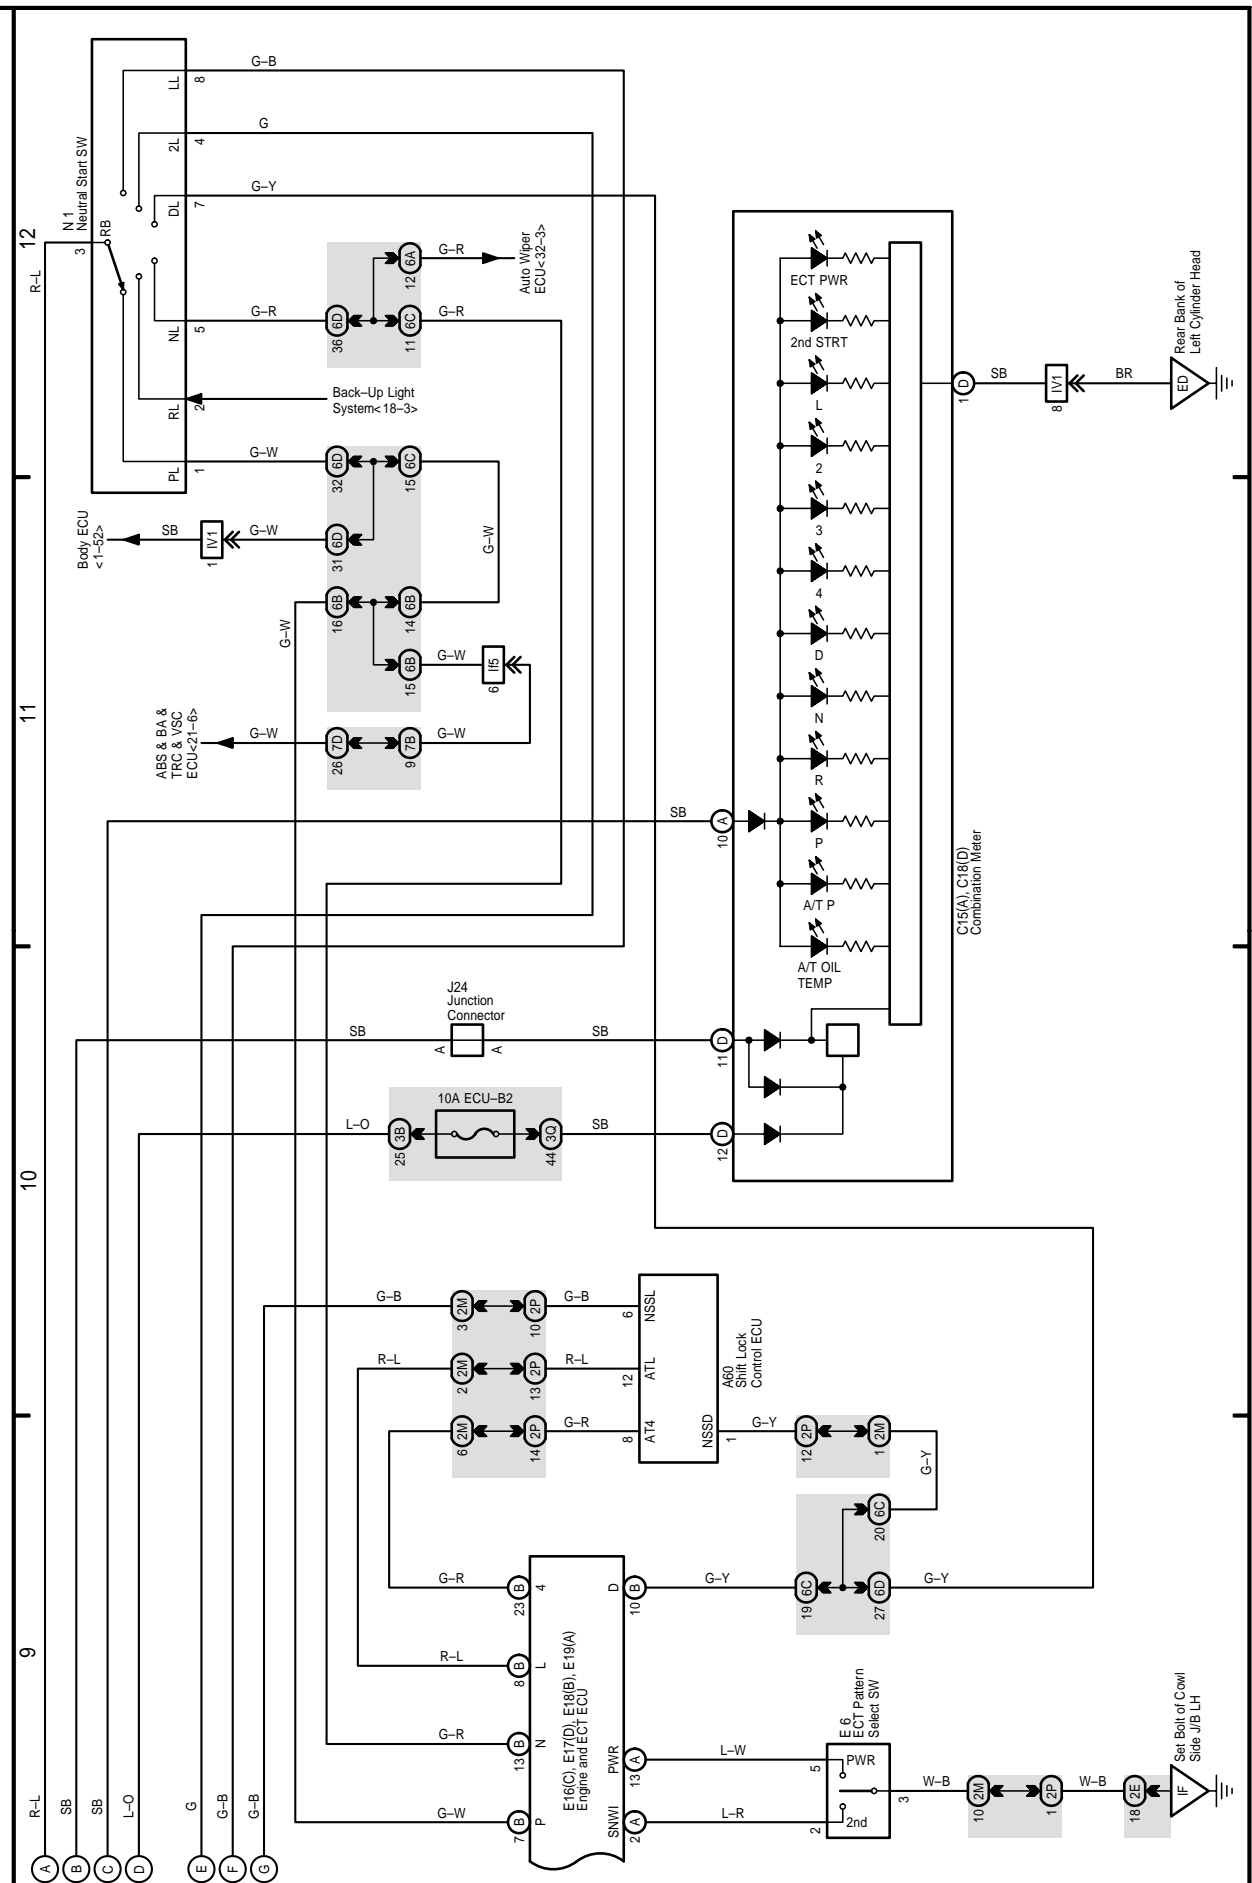 12
R–L
3
N 1
Neutral Start SW
RB
LL
8
G–B
2L
4
G
DL
7
G–Y
NL
5
G–R
36
6D
12
6A
G–R
Auto Wiper
ECU<32–3>
11
6C
G–R
RL
2
Back–Up Light
System<18–3>
PL
1
G–W
32
6D
15
6C
G–W
Body ECU
<1–52>
SB
1
IV1
G–W
31
6D
11
G–W
16
6B
14
6B
15
6B
G–W
6
If5
ABS & BA &
TRC & VSC
ECU<21–6>
G–W
26
7D
9
7B
G–W
SB
10
A
ECT PWR
2nd STRT
L
2
3
4
D
N
R
P
A/T P
A/T OIL
TEMP
1
D
SB
8
IV1
BR
ED
Rear Bank of
Left Cylinder Head
C15(A), C18(D)
Combination Meter
J24
Junction
Connector
SB
A
A
SB
11
D
10
10A ECU–B2
L–O
25
3B
44
3Q
SB
12
D
G–B
3
2M
10
2P
G–B
6
NSSL
R–L
2
2M
13
2P
R–L
12
ATL
6
2M
14
2P
G–R
8
AT4
A60
Shift Lock
Control ECU
NSSD
1
G–Y
12
2P
1
2M
G–Y
20
6C
9
G–R
23
B
4
D
10
B
G–Y
19
6C
27
6D
G–Y
R–L
8
B
L
G–R
13
B
N
G–W
7
B
P
E16(C), E17(D), E18(B), E19(A)
Engine and ECT ECU
PWR
13
A
L–W
5
PWR
SNWI
2
A
L–R
2
2nd
E 6
ECT Pattern
Select SW
3
W–B
10
2M
1
2P
W–B
18
2E
IF
Set Bolt of Cowl
Side J/B LH
R–L
SB
SB
L–O
G
G–B
G–B
A
B
C
D
E
F
G